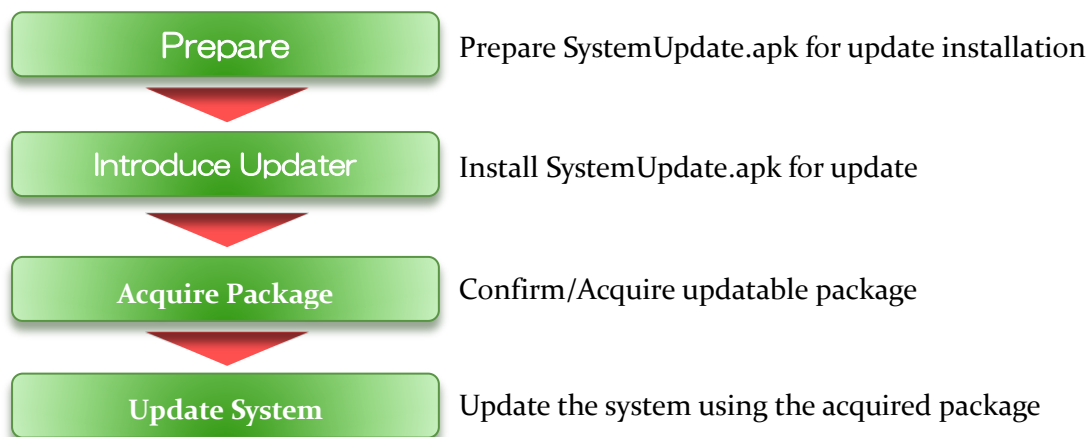 Prepare
Prepare SystemUpdate.apk for update installation
Introduce Updater
Install SystemUpdate.apk for update
Acquire Package
Confirm/Acquire updatable package
Update System
Update the system using the acquired package